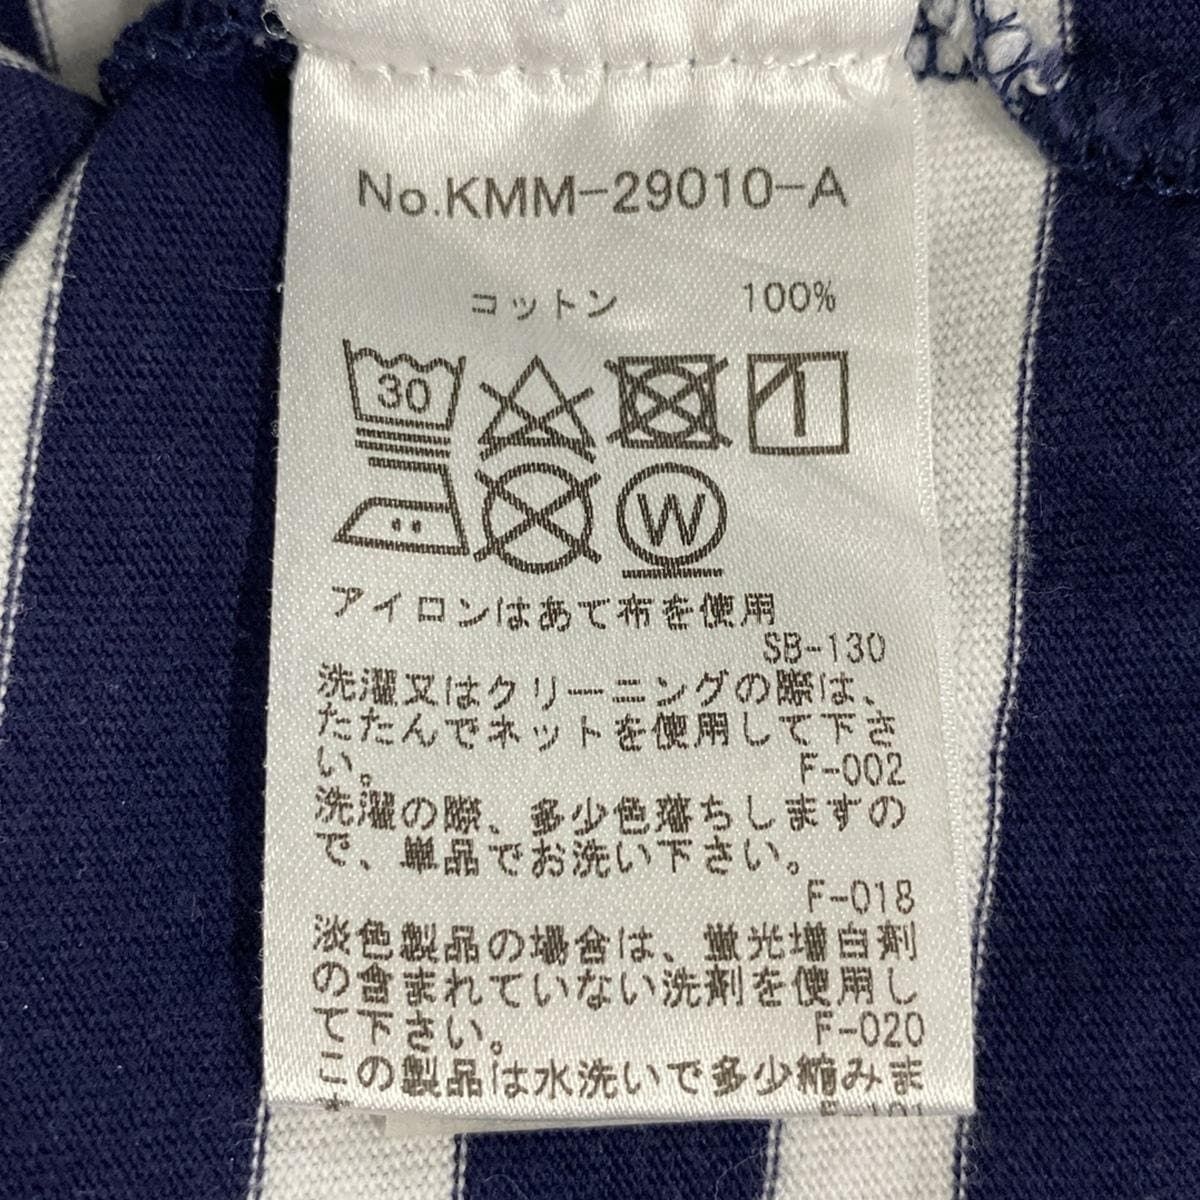 No.KMM-29010-A
コットン 100%
30
W
アイロンはあて布を使用
SB-130
洗濯又はクリーニングの際は、
たたんでネットを使用して下さ
い。
F-002
洗濯の際、多少色落ちしますの
で、単品でお洗い下さい。
F-018
淡色製品の場合は、蛍光増白剤
の含まれていない洗剤を使用し
て下さい。
F-020
この製品は水洗いで多少縮みま